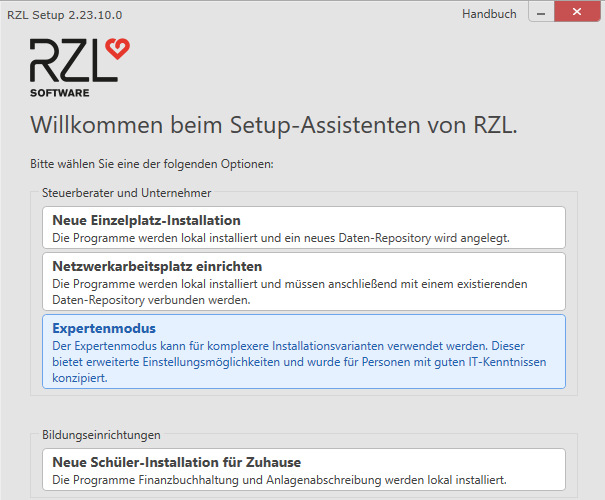 RZL Setup 2.23.10.0
Handbuch
RZL
SOFTWARE
Willkommen beim Setup-Assistenten von RZL.
Bitte wählen Sie eine der folgenden Optionen:
Steuerberater und Unternehmer
Neue Einzelplatz-Installation
Die Programme werden lokal installiert und ein neues Daten-Repository wird angelegt.
Netzwerkarbeitsplatz einrichten
Die Programme werden lokal installiert und müssen anschließend mit einem existierenden
Daten-Repository verbunden werden.
Expertenmodus
Der Expertenmodus kann für komplexere Installationsvarianten verwendet werden. Dieser
bietet erweiterte Einstellungsmöglichkeiten und wurde für Personen mit guten IT-Kenntnissen
konzipiert.
Bildungseinrichtungen
Neue Schüler-Installation für Zuhause
Die Programme Finanzbuchhaltung und Anlagenabschreibung werden lokal installiert.